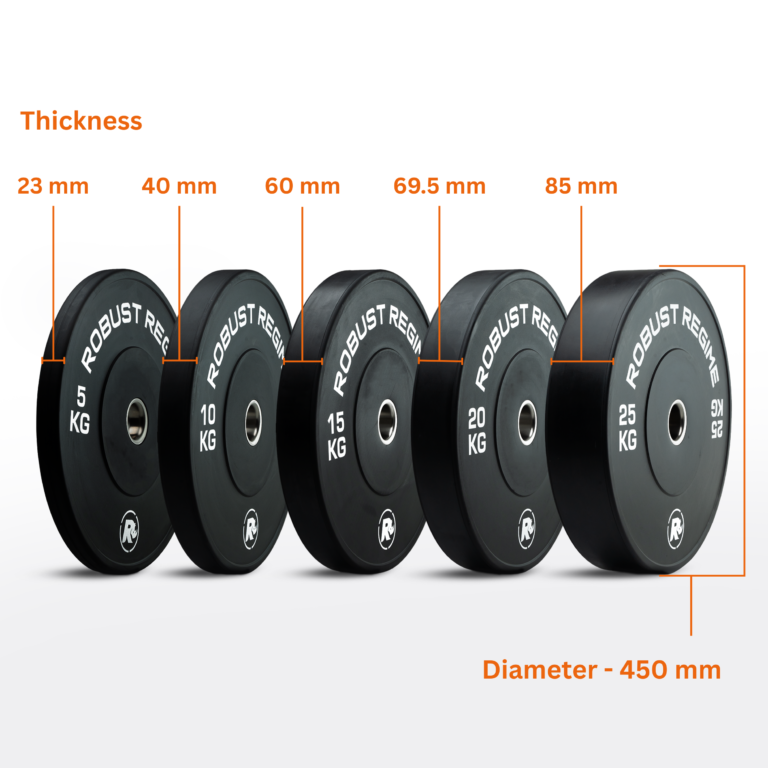 Thickness
23 mm
40 mm
60 mm
69.5 mm
85 mm
ROBUST REG
5
KG
R
ROBUST REGIM
10
KG
R
ROBUST REGIM
15
KG
R
ROBUST REG
20
KG
R
ROBUST REGIME
25
KG
25
KG
R
Diameter - 450 mm